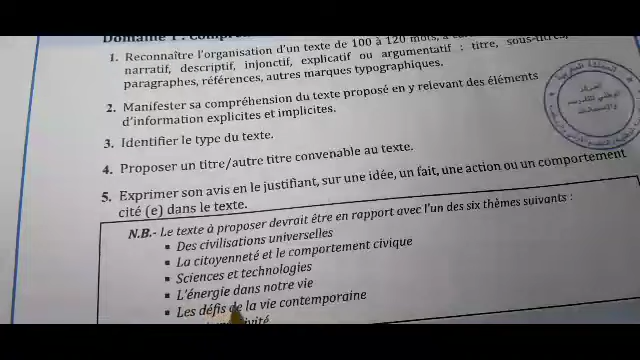 Domaine 1 : Compré
1. Reconnaître l'organisation d'un texte de 100 à 120 mots, à
narratif, descriptif, injonctif, explicatif ou argumentatif : titre, sous-titres,
paragraphes, références, autres marques typographiques.
2. Manifester sa compréhension du texte proposé en y relevant des éléments
d'information explicites et implicites.
3. Identifier le type du texte.
4. Proposer un titre/autre titre convenable au texte.
5. Exprimer son avis en le justifiant, sur une idée, un fait, une action ou un comportement
cité (e) dans le texte.
N.B.- Le texte à proposer devrait être en rapport avec l'un des six thèmes suivants :
▪ Des civilisations universelles
▪ La citoyenneté et le comportement civique
▪ Sciences et technologies
▪ L'énergie dans notre vie
▪ Les défis de la vie contemporaine